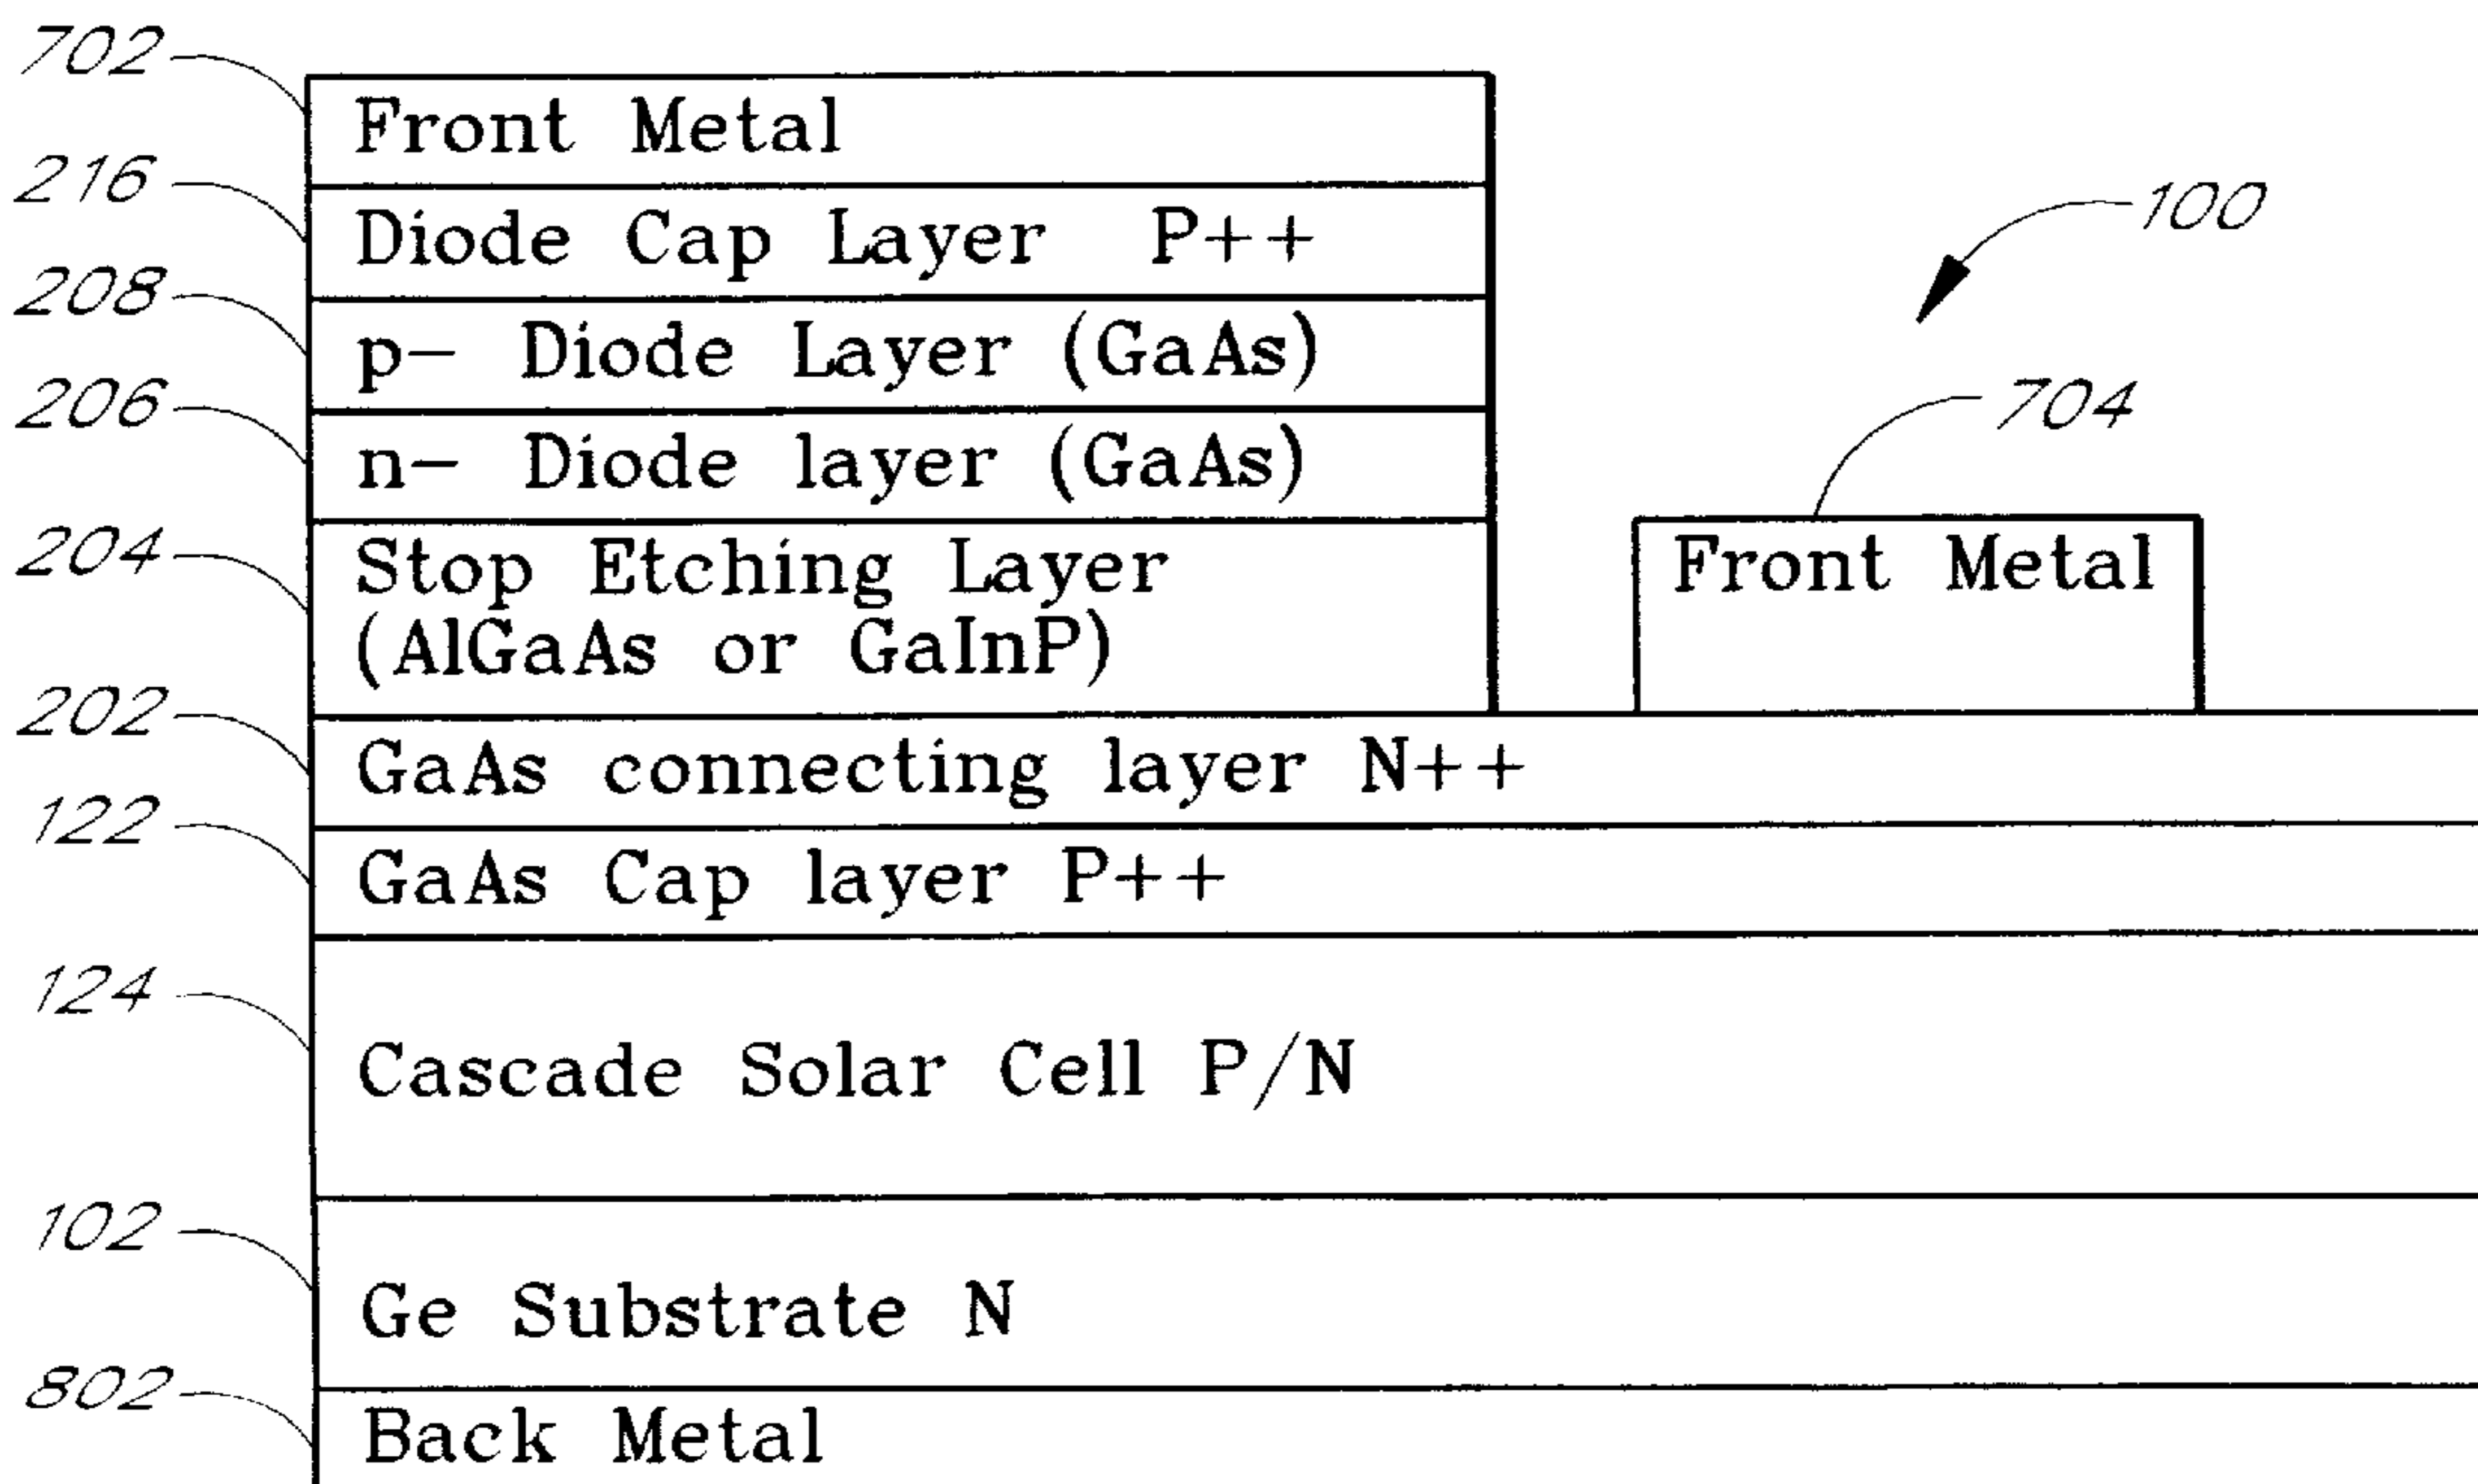 702
Front Metal
216
Diode Cap Layer P++
100
208
p- Diode Layer (GaAs)
206
n- Diode layer (GaAs)
704
204
Stop Etching Layer
(AlGaAs or GaInP)
Front Metal
202
GaAs connecting layer N++
122
GaAs Cap layer P++
124
Cascade Solar Cell P/N
102
Ge Substrate N
802
Back Metal